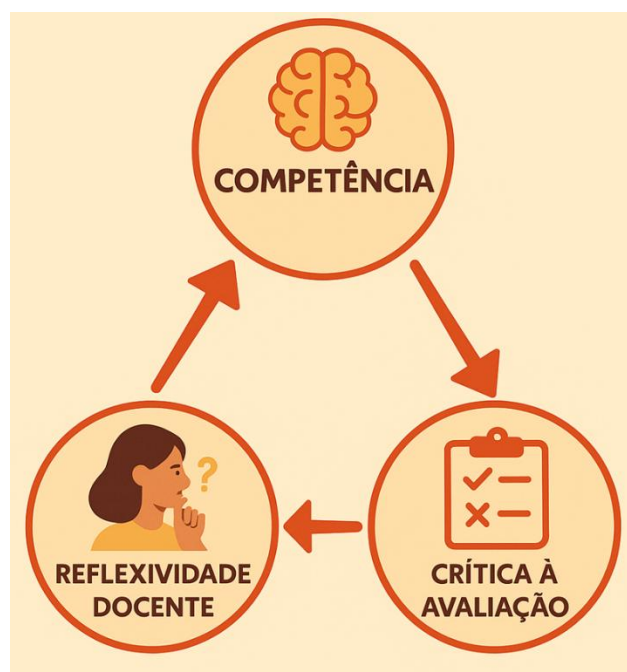 COMPETÊNCIA
?
REFLEXIVIDADE
DOCENTE
CRÍTICA À
AVALIAÇÃO